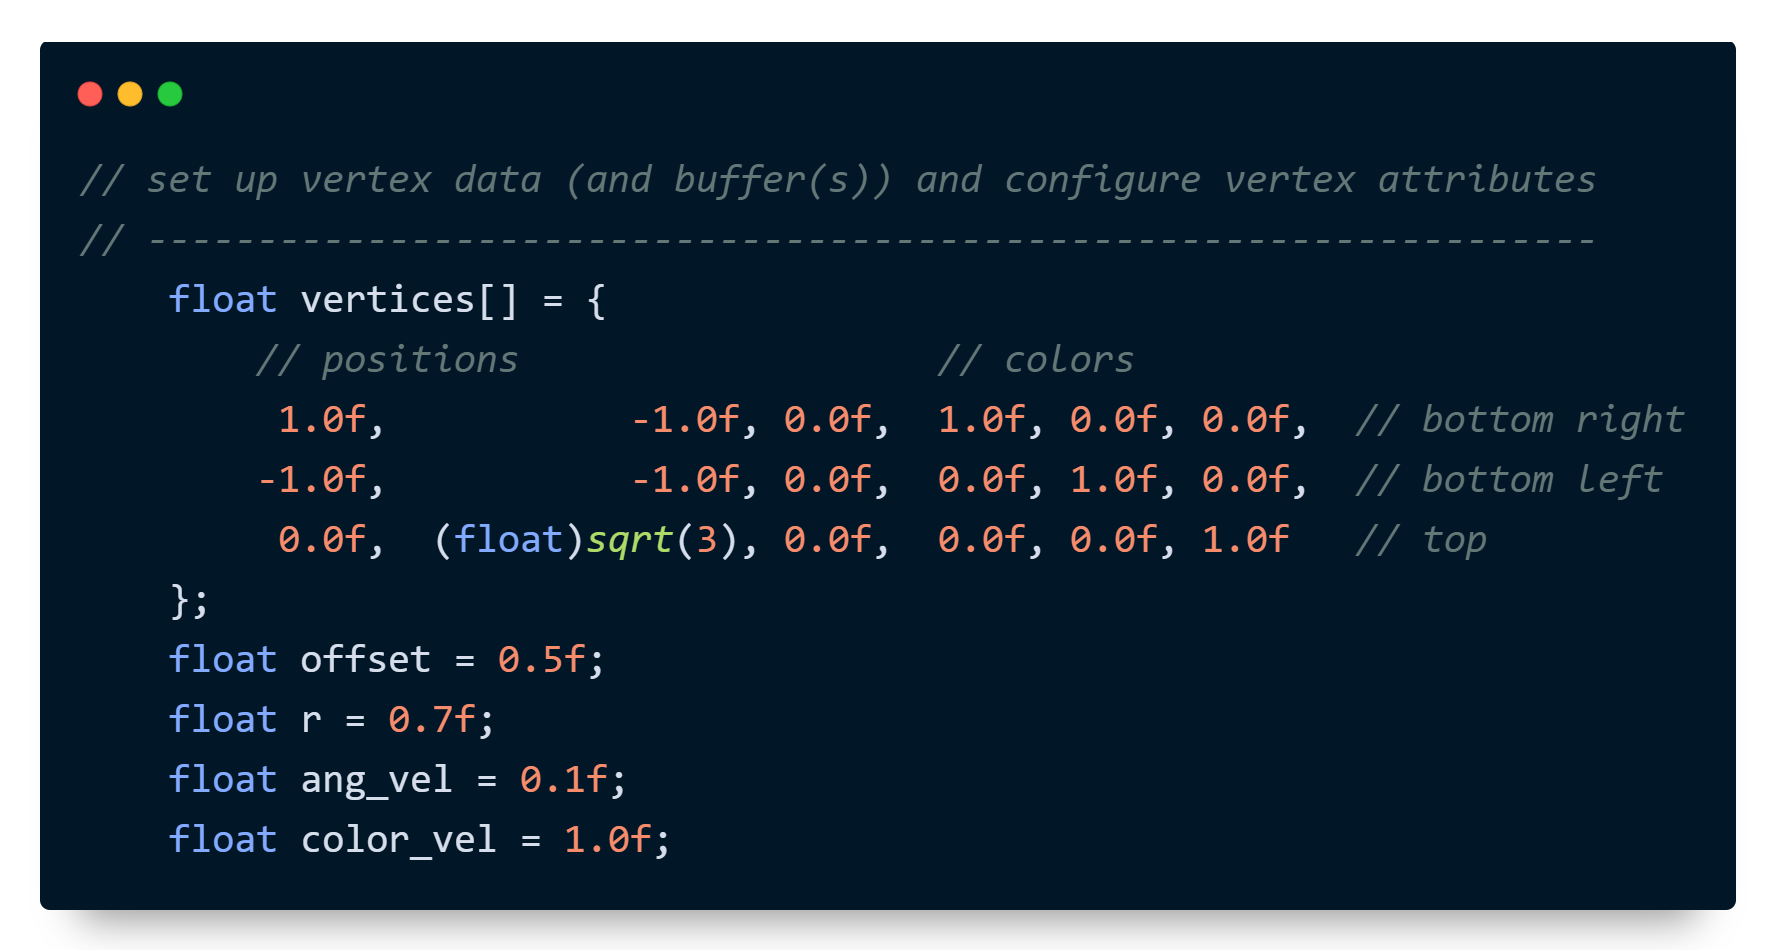 // set up vertex data (and buffer(s)) and configure vertex attributes
// ------------------------------------------------------------------
    float vertices[] = {
        // positions                   // colors
         1.0f,           -1.0f, 0.0f,  1.0f, 0.0f, 0.0f,  // bottom right
        -1.0f,           -1.0f, 0.0f,  0.0f, 1.0f, 0.0f,  // bottom left
         0.0f,  (float)sqrt(3), 0.0f,  0.0f, 0.0f, 1.0f   // top
    };
    float offset = 0.5f;
    float r = 0.7f;
    float ang_vel = 0.1f;
    float color_vel = 1.0f;